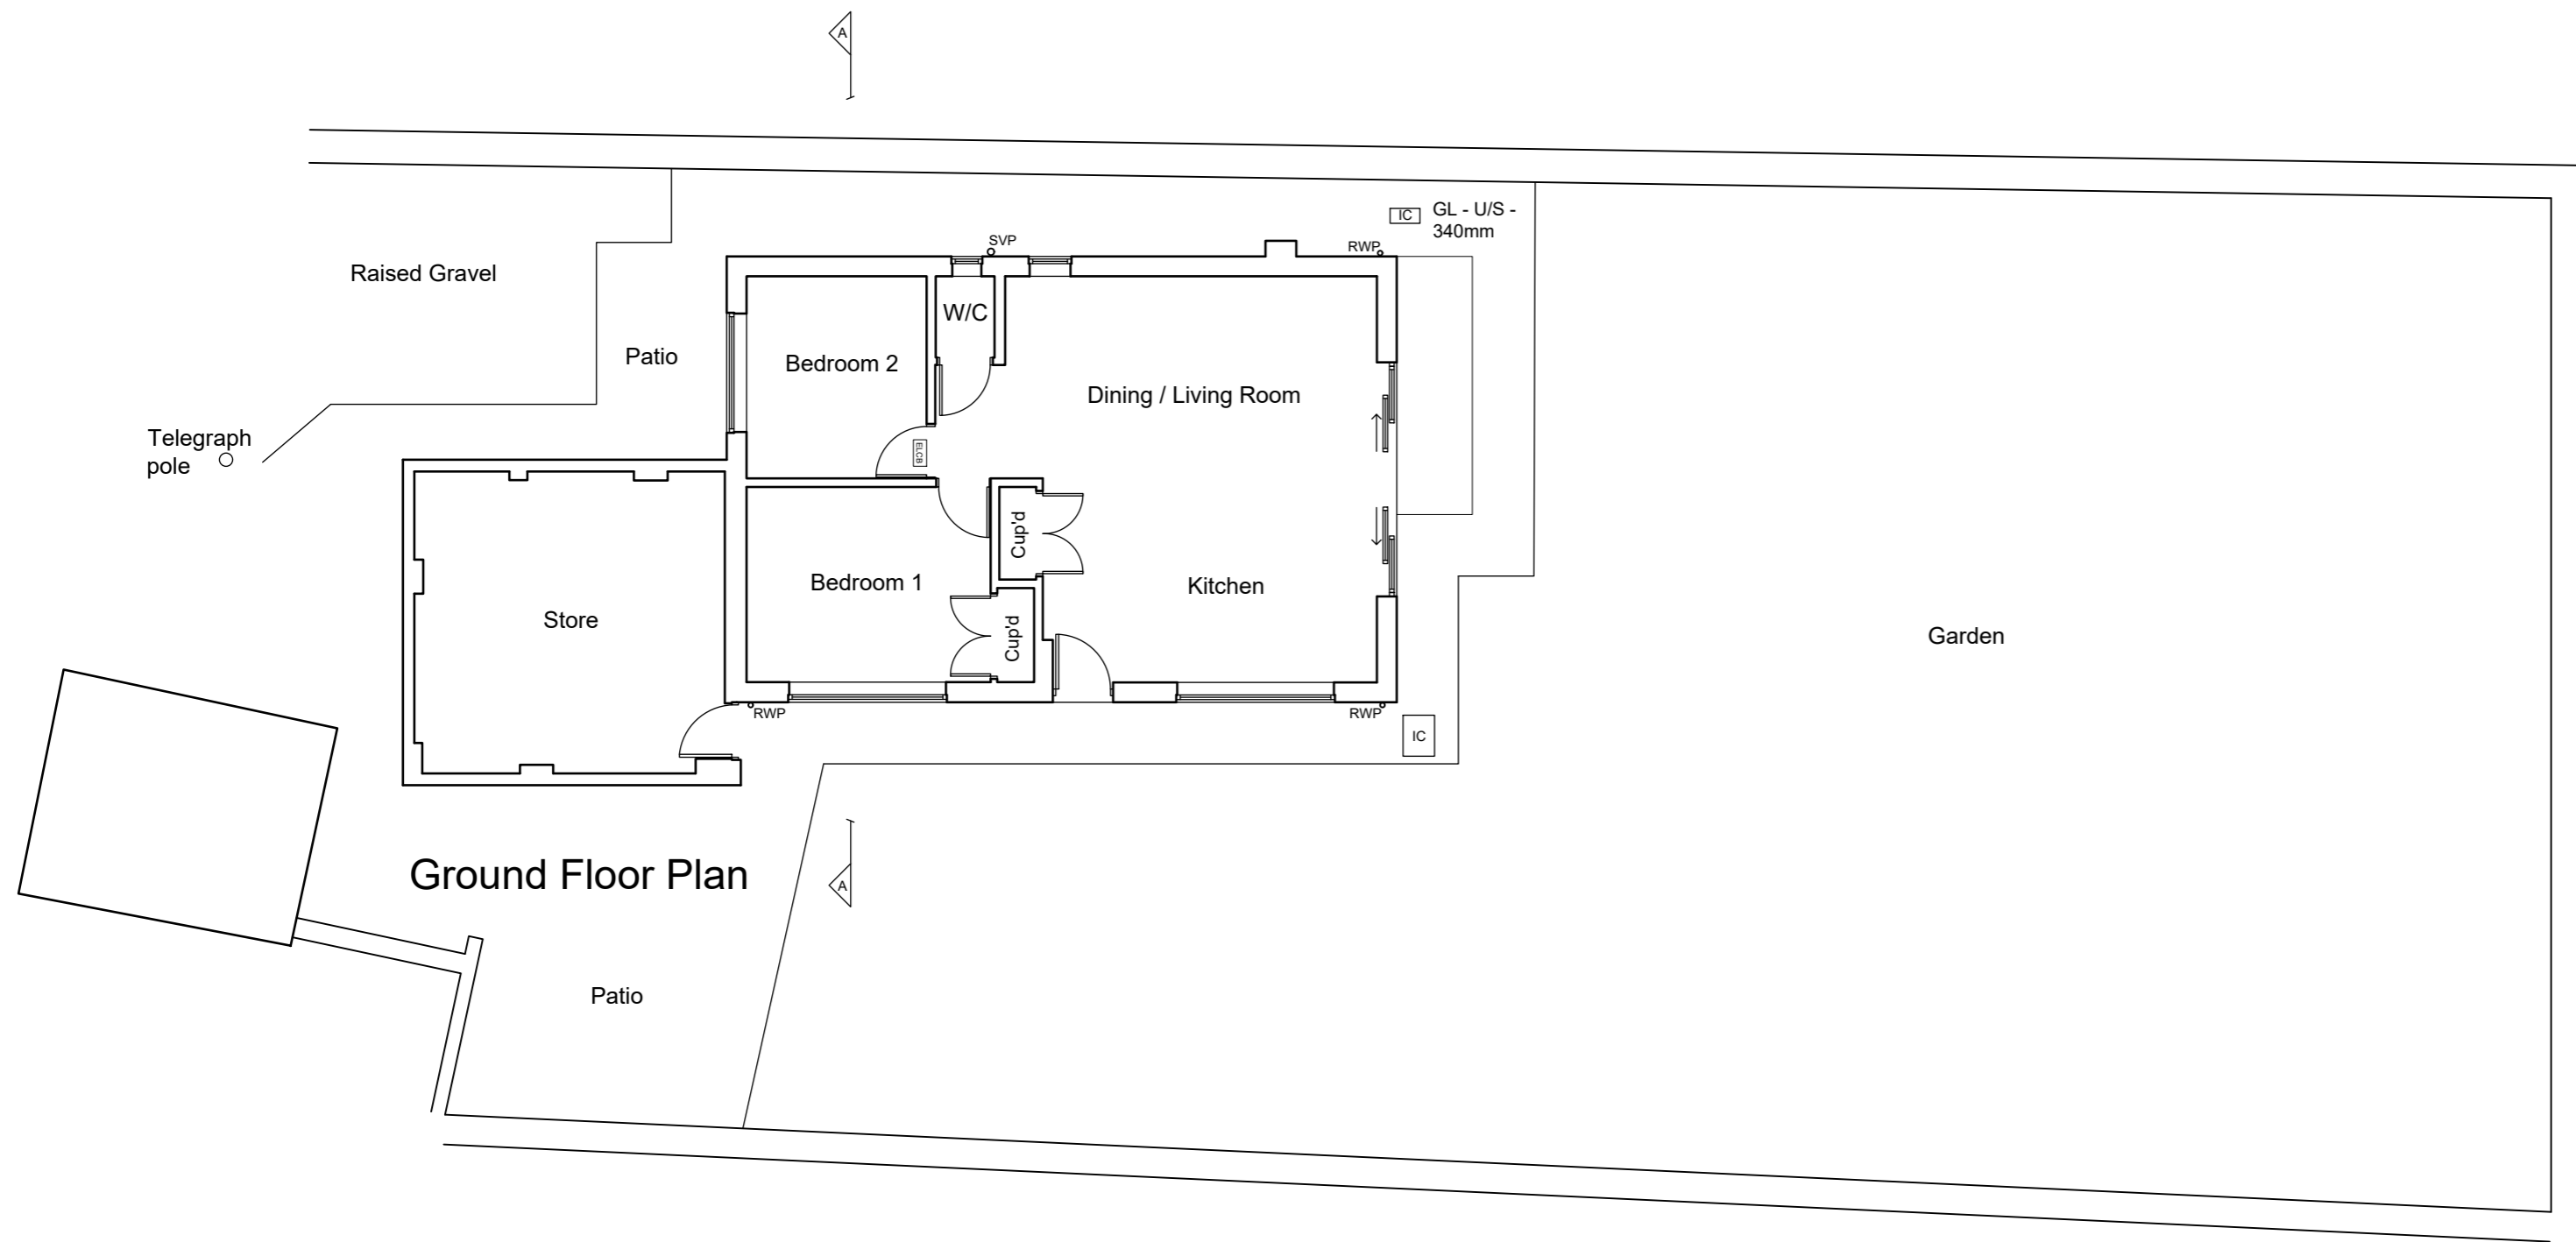 A
GL - U/S -
340mm
IC
SVP
RWP
Raised Gravel
W/C
Patio
Bedroom 2
Dining / Living Room
Telegraph
pole
ELCB
Cup'd
Bedroom 1
Kitchen
Store
Cup'd
Garden
RWP
RWP
IC
Ground Floor Plan
A
Patio